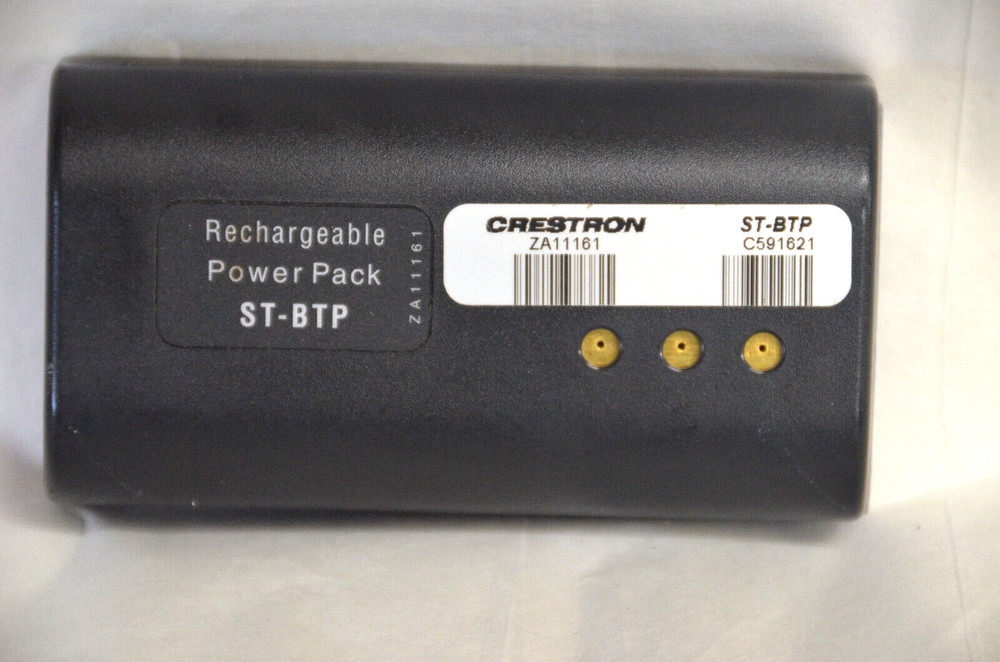 Rechargeable
Power Pack
ST-BTP
ZA11161
CRESTRON
ZA11161
ST-BTP
C591621